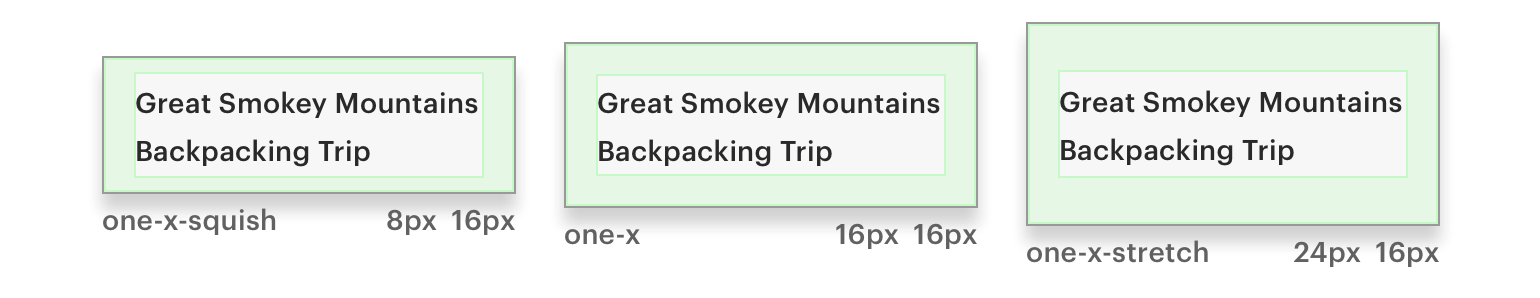 Great Smokey Mountains
Backpacking Trip
one-x-squish 8px 16px
Great Smokey Mountains
Backpacking Trip
one-x 16px 16px
Great Smokey Mountains
Backpacking Trip
one-x-stretch 24px 16px